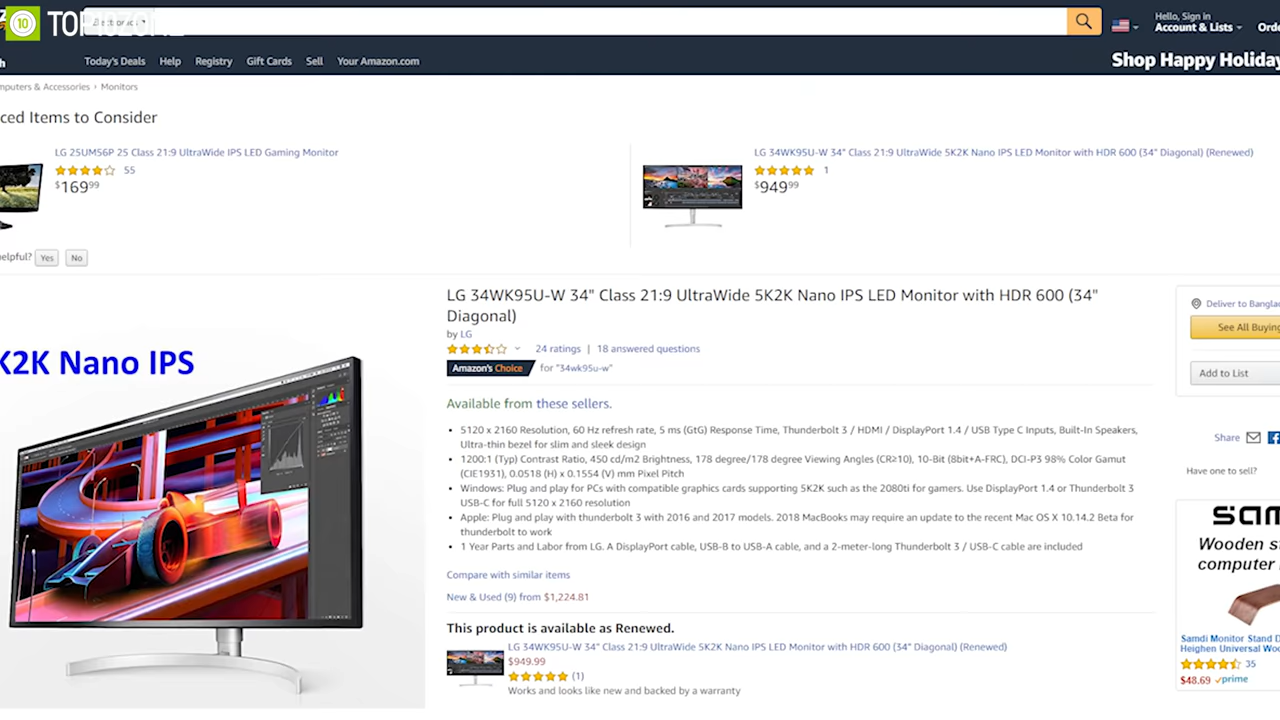 10 TOP10ZONE
Electronics
Hello, Sign in
Account & Lists
Today's Deals Help Registry Gift Cards Sell Your Amazon.com
Shop Happy Holiday
mputers & Accessories › Monitors
ced Items to Consider
LG 25UM56P 25 Class 21:9 UltraWide IPS LED Gaming Monitor
55
$169.99
LG 34WK95U-W 34" Class 21:9 UltraWide 5K2K Nano IPS LED Monitor with HDR 600 (34" Diagonal) (Renewed)
1
$949.99
elpful? Yes No
LG 34WK95U-W 34" Class 21:9 UltraWide 5K2K Nano IPS LED Monitor with HDR 600 (34"
Diagonal)
by LG
24 ratings | 18 answered questions
Amazon's Choice for "34wk95u-w"
Available from these sellers.
• 5120 x 2160 Resolution, 60 Hz refresh rate, 5 ms (GtG) Response Time, Thunderbolt 3 / HMI / DisplayPort 1.4 / USB Type C Inputs, Built-In Speakers,
Ultra-thin bezel for slim and sleek design
• 1200:1 (Typ) Contrast Ratio, 450 cd/m2 Brightness, 178 degree/178 degree Viewing Angles (CR≥10), 10-Bit (8bit+A-FRC), DCI-P3 98% Color Gamut
(CIE1931), 0.0518 (H) x 0.1554 (V) mm Pixel Pitch
• Windows: Plug and play for PCs with compatible graphics cards supporting 5K2K such as the 2080ti for gamers. Use DisplayPort 1.4 or Thunderbolt 3
USB-C for full 5120 x 2160 resolution
• Apple: Plug and play with thunderbolt 3 with 2016 and 2017 models. 2018 MacBooks may require an update to the recent Mac OS X 10.14.2 Beta for
thunderbolt to work
• 1 Year Parts and Labor from LG. A DisplayPort cable, USB-B to USB-A cable, and a 2-meter-long Thunderbolt 3 / USB-C cable are included
Compare with similar items
New & Used (9) from $1,224.81
This product is available as Renewed.
LG 34WK95U-W 34" Class 21:9 UltraWide 5K2K Nano IPS LED Monitor with HDR 600 (34" Diagonal) (Renewed)
$949.99
(1)
Works and looks like new and backed by a warranty
K2K Nano IPS
Deliver to Banglad
See All Buying
Add to List
Share
Have one to sell?
SAM
Wooden st
computer
Samdi Monitor Stand D
Heighen Universal Woo
35
$48.69 prime